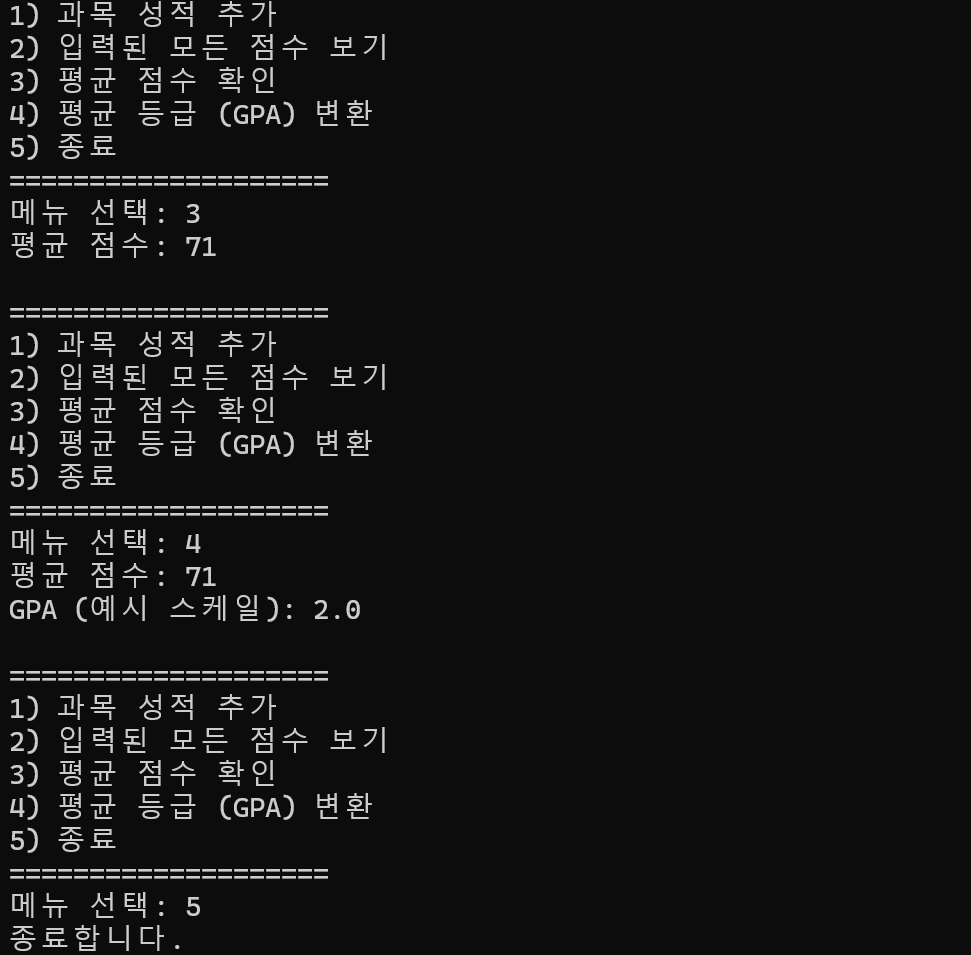 1) 과목 성적 추가
2) 입력된 모든 점수 보기
3) 평균 점수 확인
4) 평균 등급 (GPA) 변환
5) 종료
====================
메뉴 선택: 3
평균 점수: 71
====================
1) 과목 성적 추가
2) 입력된 모든 점수 보기
3) 평균 점수 확인
4) 평균 등급 (GPA) 변환
5) 종료
====================
메뉴 선택: 4
평균 점수: 71
GPA (예시 스케일): 2.0
====================
1) 과목 성적 추가
2) 입력된 모든 점수 보기
3) 평균 점수 확인
4) 평균 등급 (GPA) 변환
5) 종료
====================
메뉴 선택: 5
종료합니다.